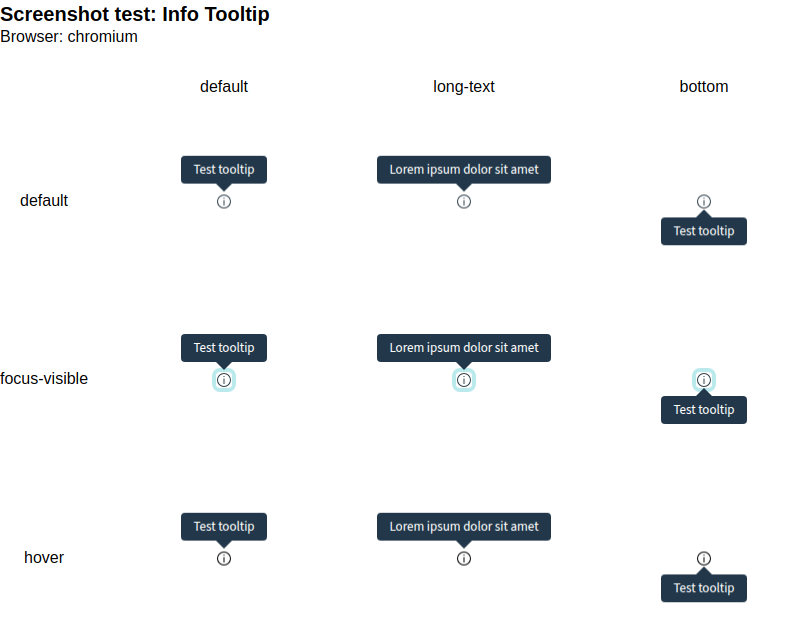 Screenshot test: Info Tooltip
Browser: chromium
default long-text bottom
Test tooltip Lorem ipsum dolor sit amet
default
Test tooltip
Test tooltip Lorem ipsum dolor sit amet
focus-visible
Test tooltip
Test tooltip Lorem ipsum dolor sit amet
hover
Test tooltip